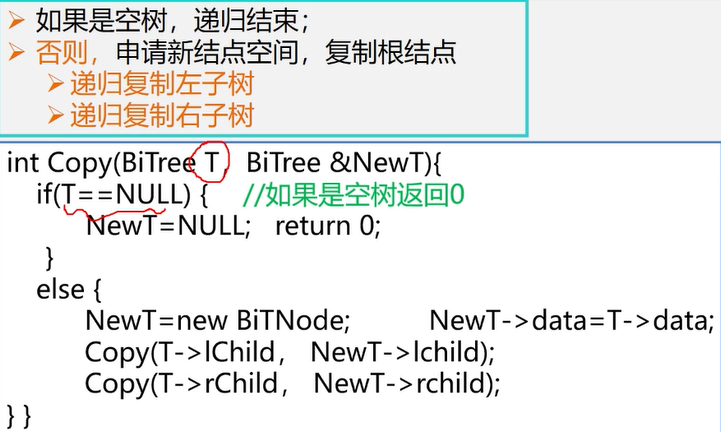 ➢ 如果是空树，递归结束；
➢ 否则，申请新结点空间，复制根结点
➢ 递归复制左子树
➢ 递归复制右子树
int Copy(BiTree T, BiTree &NewT){
if(T==NULL) { //如果是空树返回0
NewT=NULL; return 0;
}
else {
NewT=new BiTNode; NewT->data=T->data;
Copy(T->lChild， NewT->lchild);
Copy(T->rChild， NewT->rchild);
} }